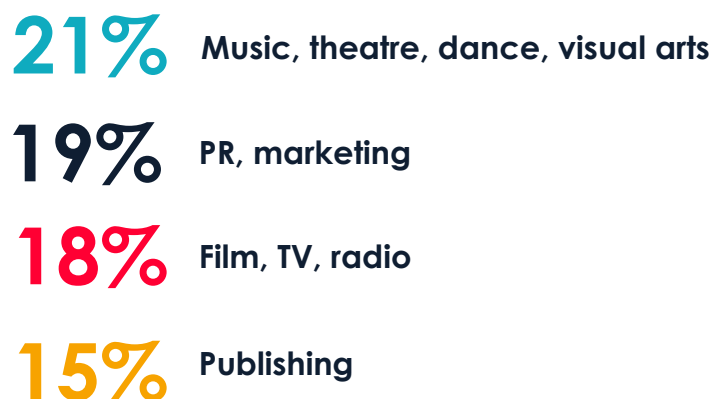 21% Music, theatre, dance, visual arts
19% PR, marketing
18% Film, TV, radio
15% Publishing